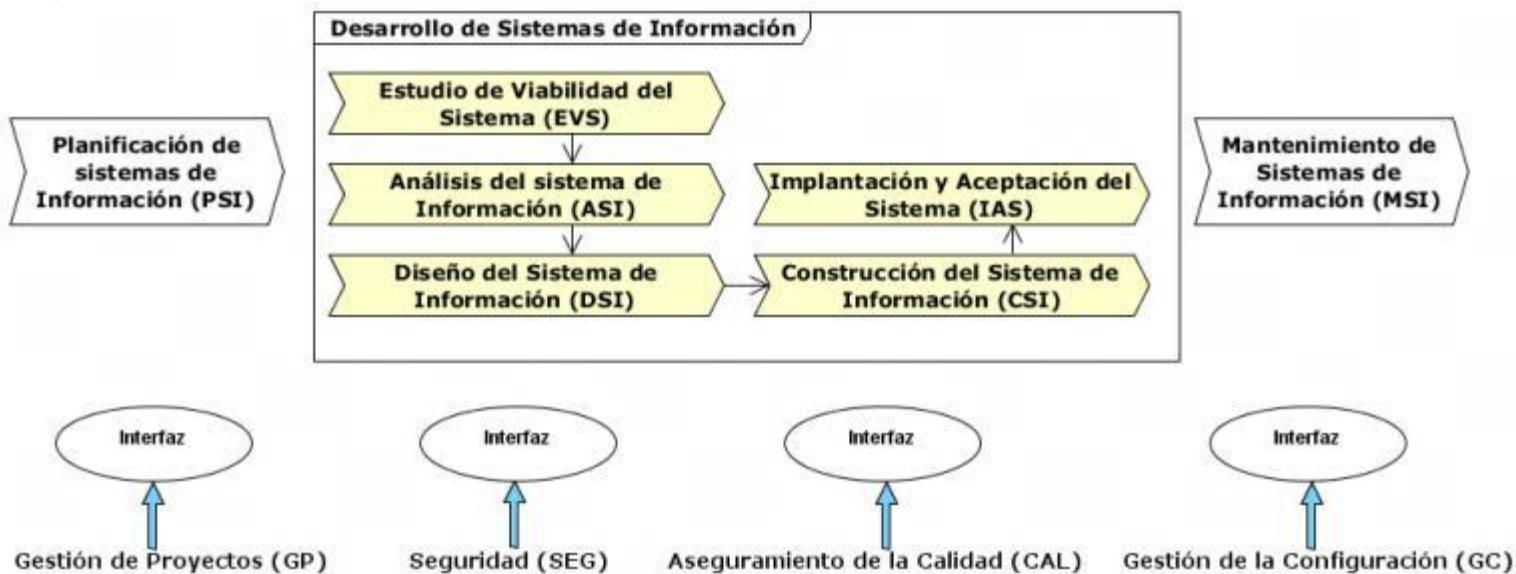 Desarrollo de Sistemas de Información
Planificación de
sistemas de
Información (PSI)
Estudio de Viabilidad del
Sistema (EVS)
Análisis del sistema de
Información (ASI)
Diseño del Sistema de
Información (DSI)
Implantación y Aceptación del
Sistema (IAS)
Construcción del Sistema de
Información (CSI)
Mantenimiento de
Sistemas de
Información (MSI)
Interfaz
Interfaz
Interfaz
Interfaz
Gestión de Proyectos (GP)
Seguridad (SEG)
Aseguramiento de la Calidad (CAL)
Gestión de la Configuración (GC)